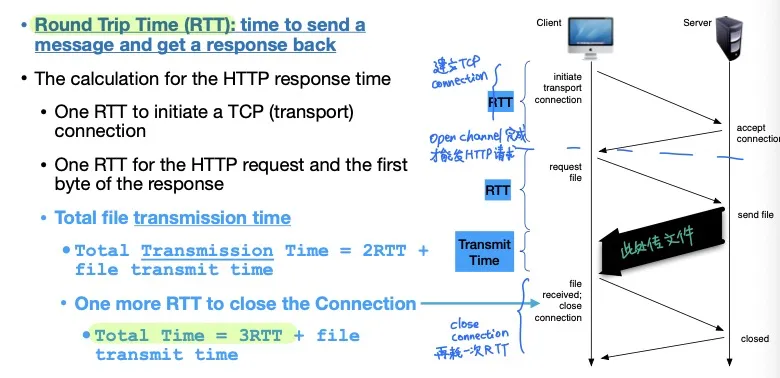 • Round Trip Time (RTT): time to send a
message and get a response back
• The calculation for the HTTP response time
• One RTT to initiate a TCP (transport)
connection
• One RTT for the HTTP request and the first
byte of the response
• Total file transmission time
• Total Transmission Time = 2RTT +
file transmit time
• One more RTT to close the Connection
• Total Time = 3RTT + file
transmit time
Client
Server
建立TCP
connection
RTT
initiate
transport
connection
accept
connection
Open channel 完成
才能发HTTP请求
request
file
RTT
send file
Transmit
Time
此处传文件
file
received;
close
connection
close
connection
再耗一次RTT
closed